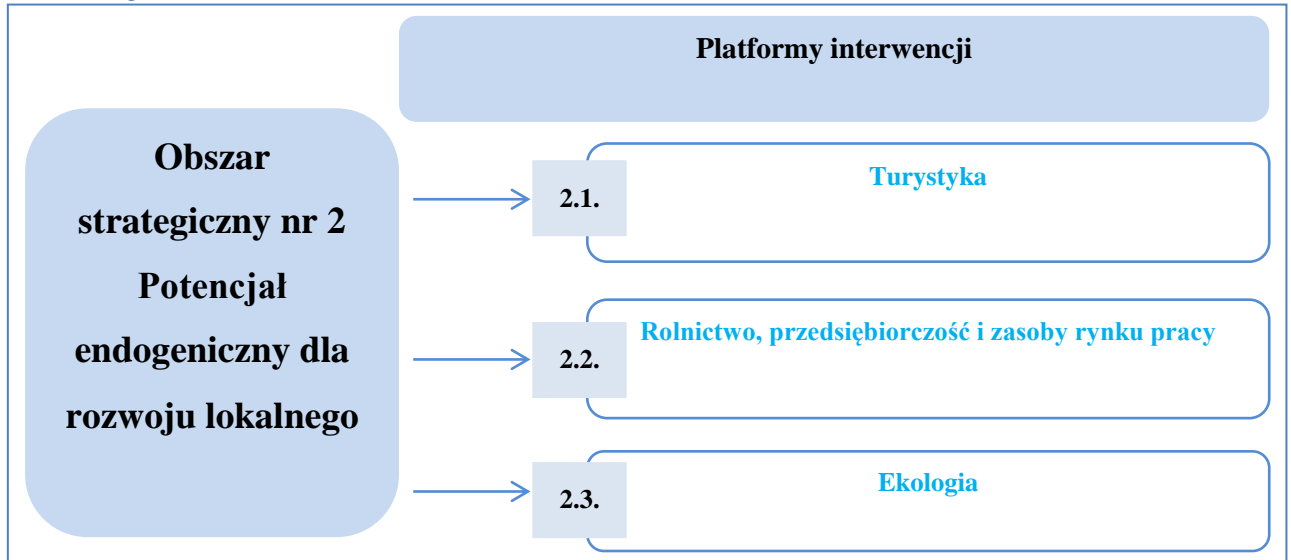 Platformy interwencji
Obszar
strategiczny nr 2
Potencjał
endogeniczny dla
rozwoju lokalnego
2.1.
Turystyka
2.2.
Rolnictwo, przedsiębiorczość i zasoby rynku pracy
2.3.
Ekologia